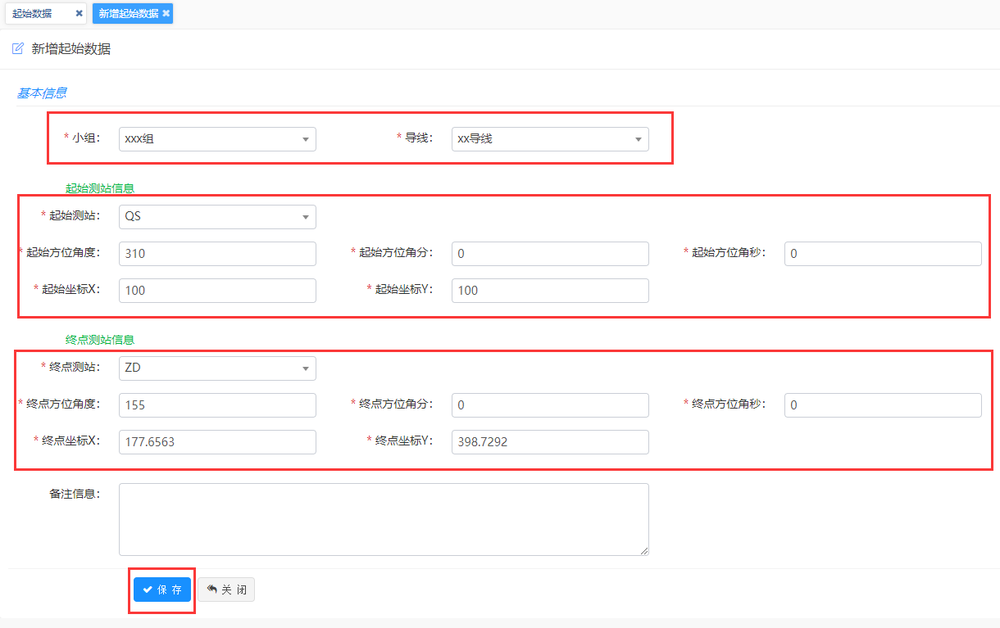 起始数据 新增起始数据
新增起始数据
基本信息
* 小组： xxx组 * 导线： xx导线
起始测站信息
* 起始测站： QS
* 起始方位角度： 310 * 起始方位角分： 0 * 起始方位角秒： 0
* 起始坐标X： 100 * 起始坐标Y： 100
终点测站信息
* 终点测站： ZD
* 终点方位角度： 155 * 终点方位角分： 0 * 终点方位角秒： 0
* 终点坐标X： 177.6563 * 终点坐标Y： 398.7292
备注信息：
保 存 关 闭